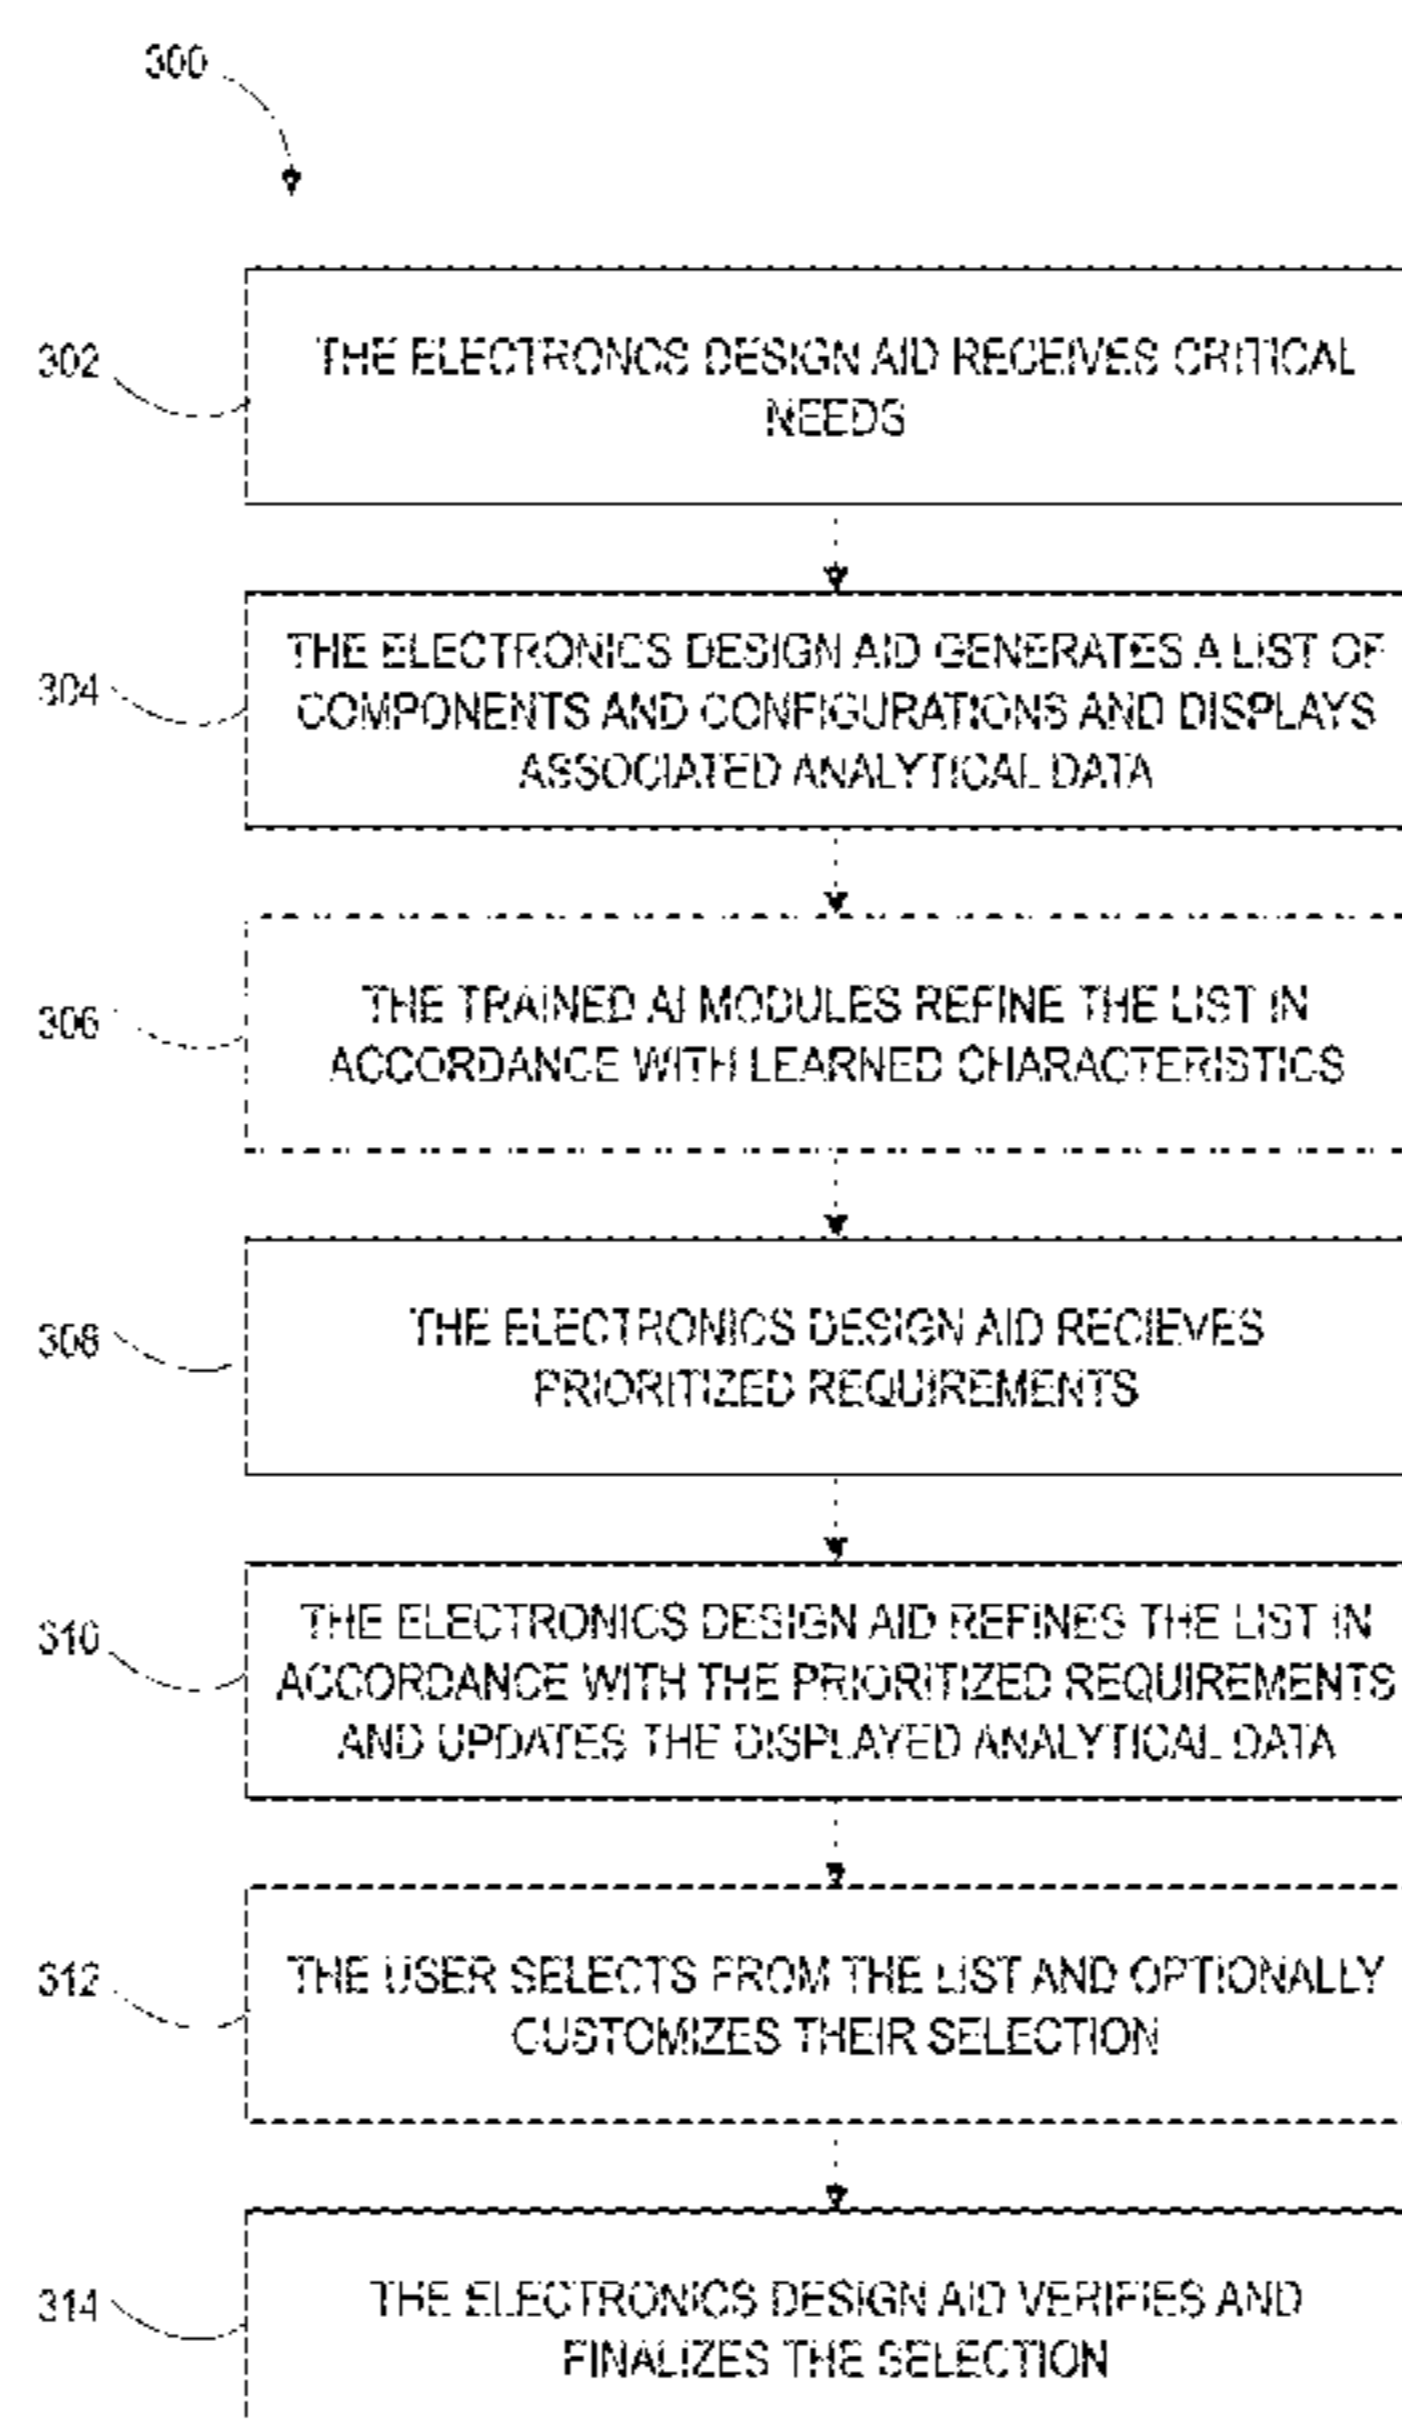 300
302
THE ELECTRONCS DESIGN AID RECEIVES CRITICAL
NEEDS
304
THE ELECTRONICS DESIGN AID GENERATES A LIST OF
COMPONENTS AND CONFIGURATIONS AND DISPLAYS
ASSOCIATED ANALYTICAL DATA
306
THE TRAINED AI MODULES REFINE THE LIST IN
ACCORDANCE WITH LEARNED CHARACTERISTICS
308
THE ELECTRONICS DESIGN AID RECIEVES
PRIORITIZED REQUIREMENTS
310
THE ELECTRONICS DESIGN AID REFINES THE LIST IN
ACCORDANCE WITH THE PRIORITIZED REQUIREMENTS
AND UPDATES THE DISPLAYED ANALYTICAL DATA
312
THE USER SELECTS FROM THE LIST AND OPTIONALLY
CUSTOMIZES THEIR SELECTION
314
THE ELECTRONICS DESIGN AID VERIFIES AND
FINALIZES THE SELECTION